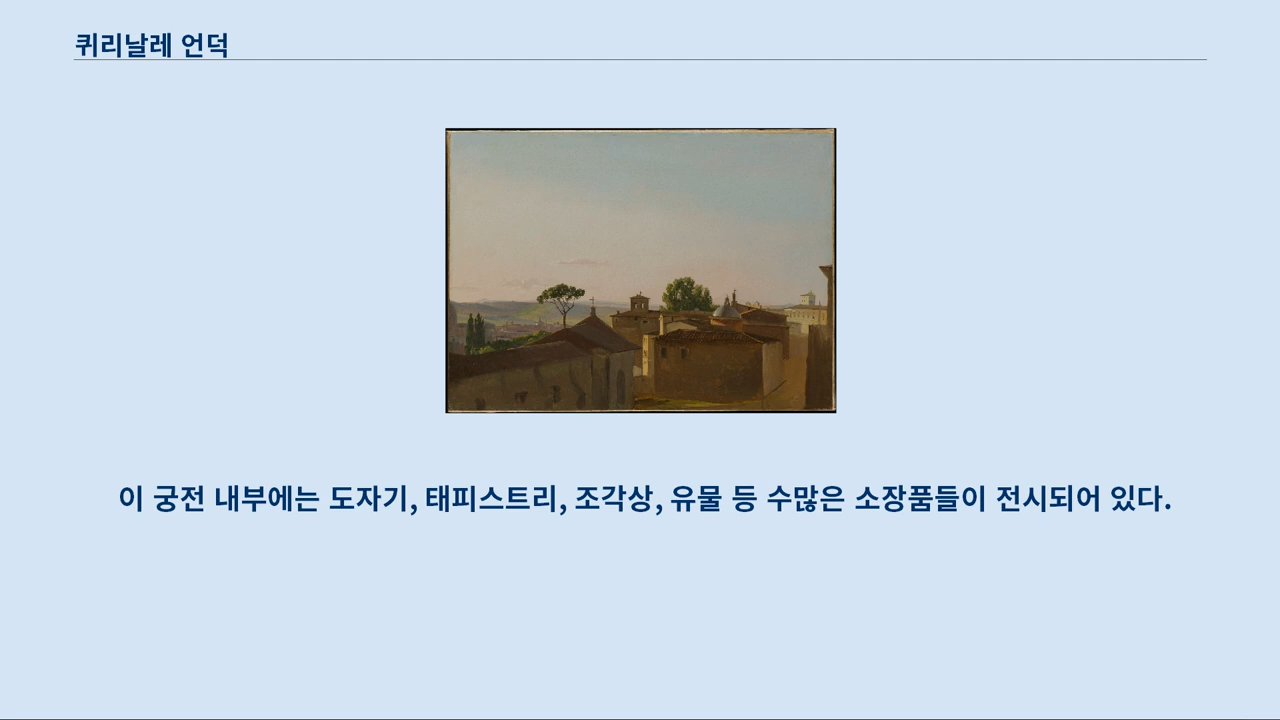 퀴리날레 언덕
이 궁전 내부에는 도자기, 태피스트리, 조각상, 유물 등 수많은 소장품들이 전시되어 있다.